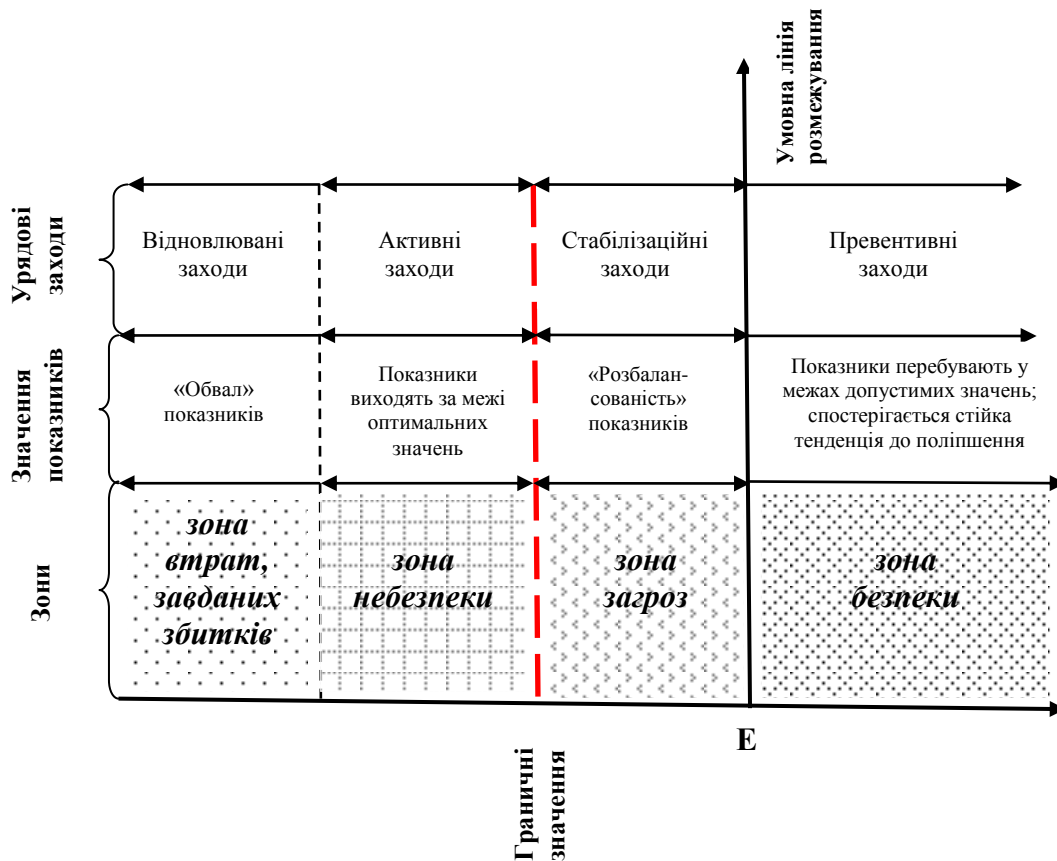 Умовна лінія
розмежування
Урядові
заходи
Відновлювані
заходи
Активні
заходи
Стабілізаційні
заходи
Превентивні
заходи
Значення
показників
«Обвал»
показників
Показники
виходять за межі
оптимальних
значень
«Розбалан-
сованість»
показників
Показники перебувають у
межах допустимих значень;
спостерігається стійка
тенденція до поліпшення
Зони
зона
втрат,
завданих
збитків
зона
небезпеки
зона
загроз
зона
безпеки
Е
Граничні
значення